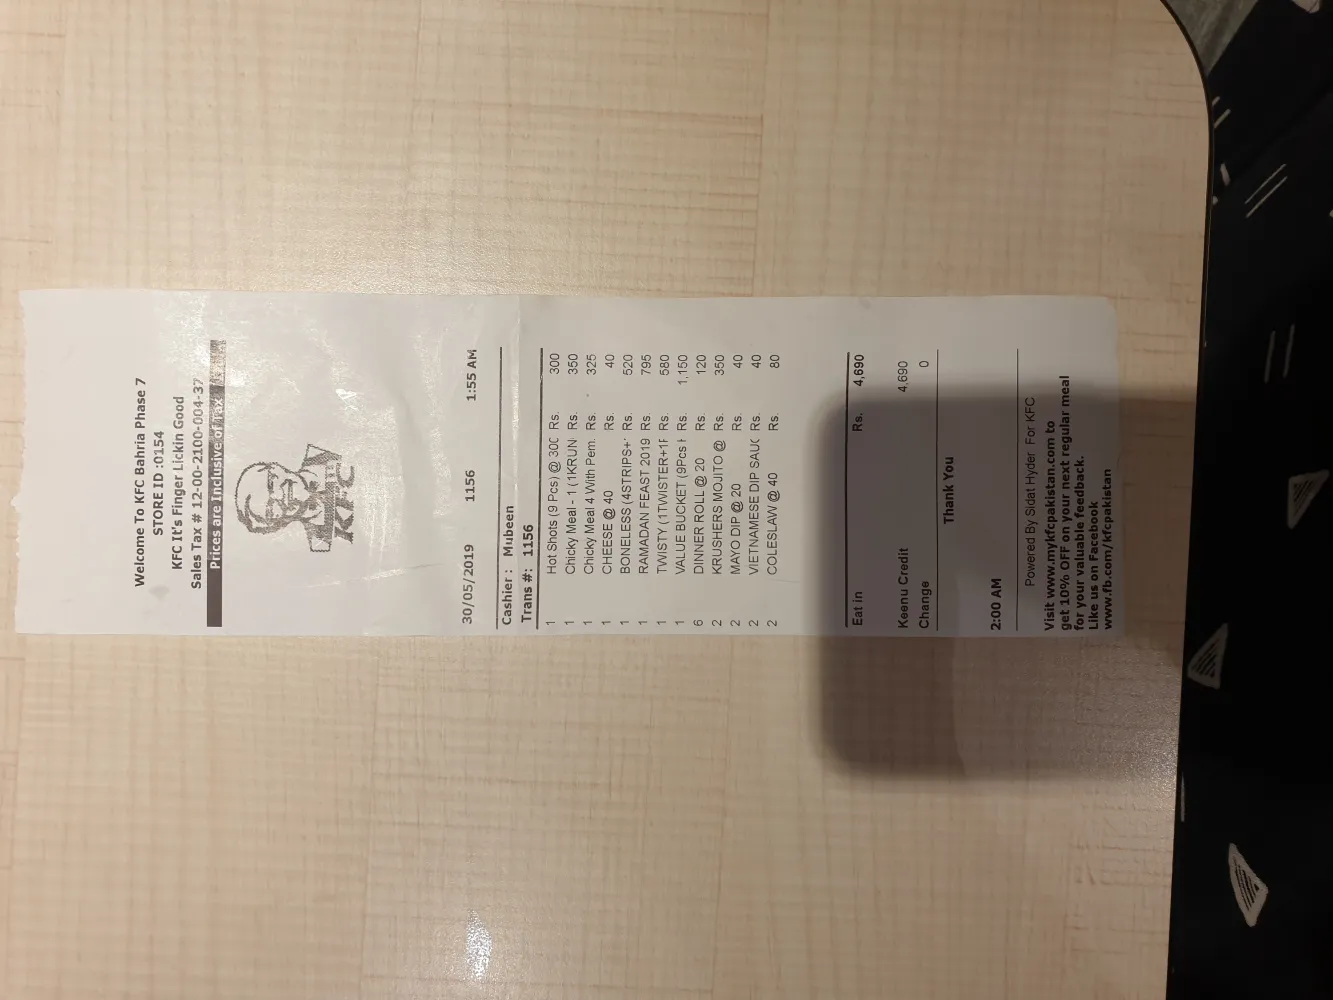 Welcome To KFC Bahria Phase 7
STORE ID :0154
KFC It's Finger Lickin Good
Sales Tax # 12-00-2100-004-37
Prices are Inclusive of Tax
KFC
30/05/2019 1156 1:55 AM
Cashier : Mubeen
Trans #: 1156
1 Hot Shots (9 Pcs) @ 300 Rs. 300
1 Chicky Meal - 1 (1KRUN Rs. 350
1 Chicky Meal 4 With Pem. Rs. 325
1 CHEESE @ 40 Rs. 40
1 BONELESS (4STRIPS+ Rs. 520
1 RAMADAN FEAST 2019 Rs 795
1 TWISTY (1TWISTER+1F Rs. 580
1 VALUE BUCKET (9Pcs Rs. 1,150
6 DINNER ROLL @ 20 Rs. 120
2 KRUSHERS MOJITO @ Rs. 350
2 MAYO DIP @ 20 Rs. 40
2 VIETNAMESE DIP SAUC Rs. 40
2 COLESLAW @ 40 Rs. 80
Eat in Rs. 4,690
Keenu Credit 4,690
Change 0
Thank You
2:00 AM
Powered By Sidat Hyder For KFC
Visit www.mykfcpakistan.com to
get 10% OFF on your next regular meal
for your valuable feedback.
Like us on Facebook
www.fb.com/kfcpakistan